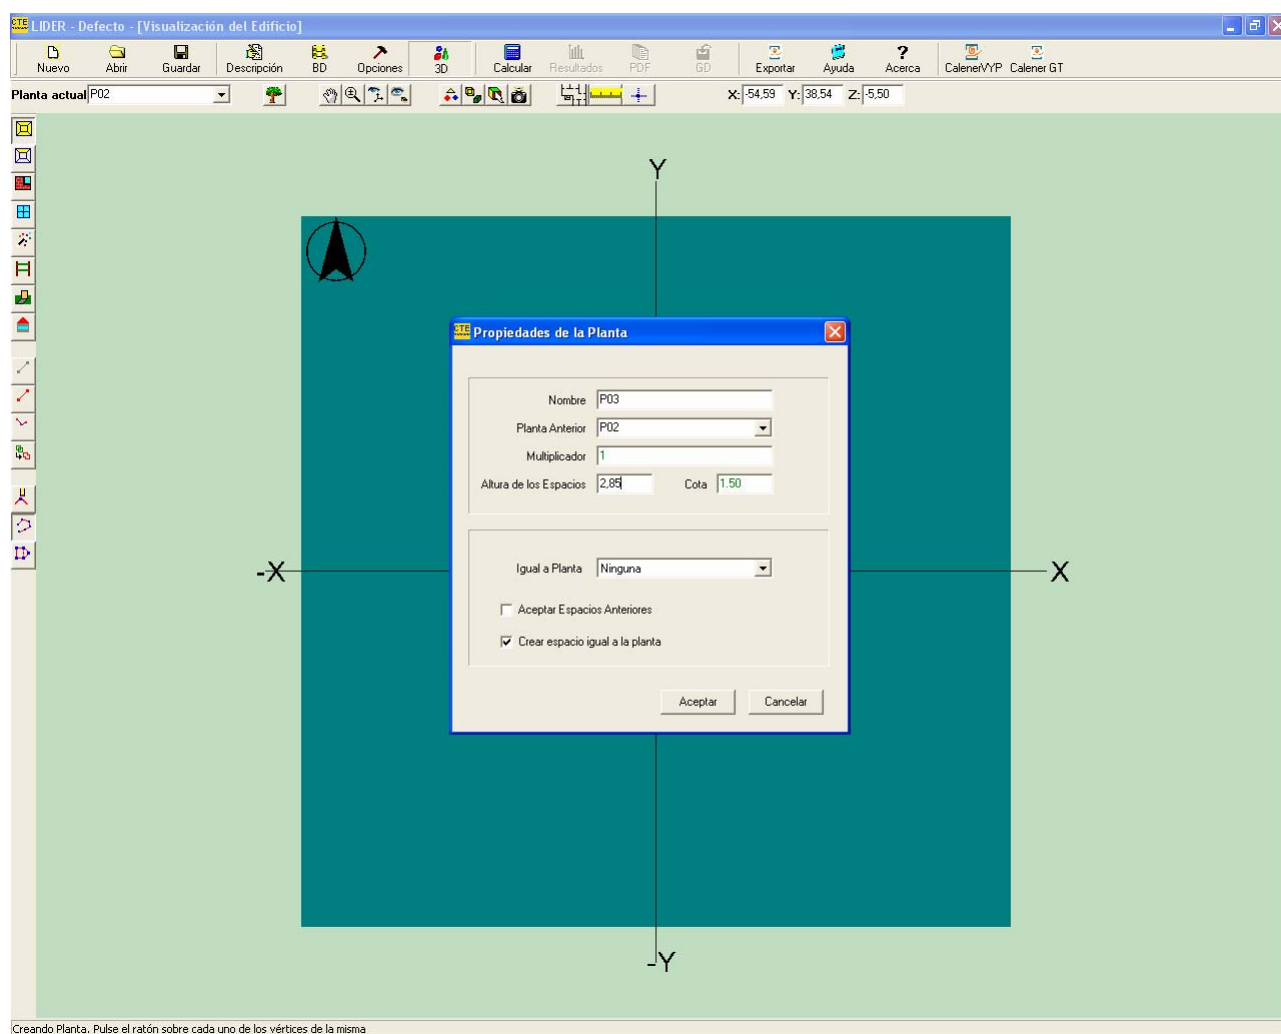 CTE LIDER - Defecto - [Visualización del Edificio]
Nuevo Abrir Guardar Descripción BD Opciones 3D Calcular Resultados PDF GD Exportar Ayuda Acerca CalenerVYP Calener GT
Planta actual P02 X: -54,59 Y: 38,54 Z: -5,50
Y
CTE Propiedades de la Planta
Nombre P03
Planta Anterior P02
Multiplicador 1
Altura de los Espacios 2,85 Cota 1.50
Igual a Planta Ninguna
-X X
Aceptar Espacios Anteriores
Crear espacio igual a la planta
Aceptar Cancelar
-Y
Creando Planta. Pulse el ratón sobre cada uno de los vértices de la misma